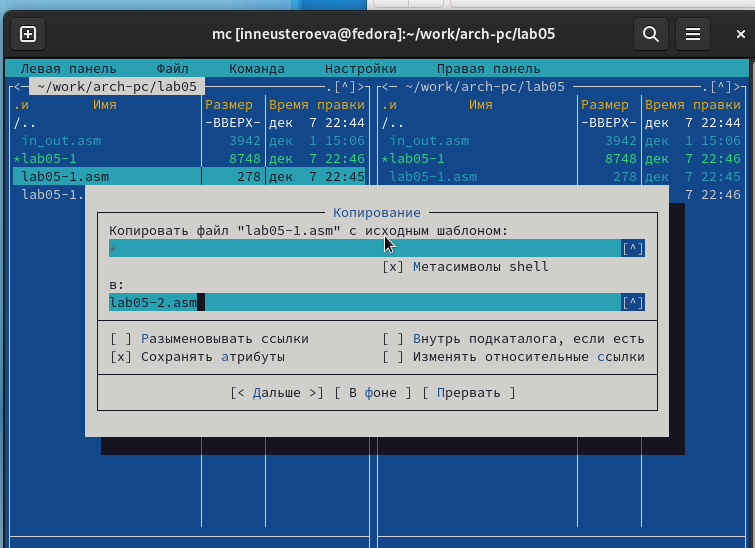 mc [inneusteroeva@fedora]:~/work/arch-pc/lab05
Левая панель Файл Команда Настройки Правая панель
<— ~/work/arch-pc/lab05 .[^]> <— ~/work/arch-pc/lab05 .[^]>
.и Имя Размер Время правки .и Имя Размер Время правки
/.. -ВВЕРХ- дек 7 22:44 /.. -ВВЕРХ- дек 7 22:44
in_out.asm 3942 дек 1 15:06 in_out.asm 3942 дек 1 15:06
*lab05-1 8748 дек 7 22:46 *lab05-1 8748 дек 7 22:46
lab05-1.asm 278 дек 7 22:45 lab05-1.asm 278 дек 7 22:45
lab05-1. 7 22:46
Копирование
Копировать файл "lab05-1.asm" с исходным шаблоном:
* [^]
[x] Метасимволы shell
в:
lab05-2.asm [^]
[ ] Разыменовывать ссылки [ ] Внутрь подкаталога, если есть
[x] Сохранять атрибуты [ ] Изменять относительные ссылки
[< Дальше >] [ В фоне ] [ Прервать ]